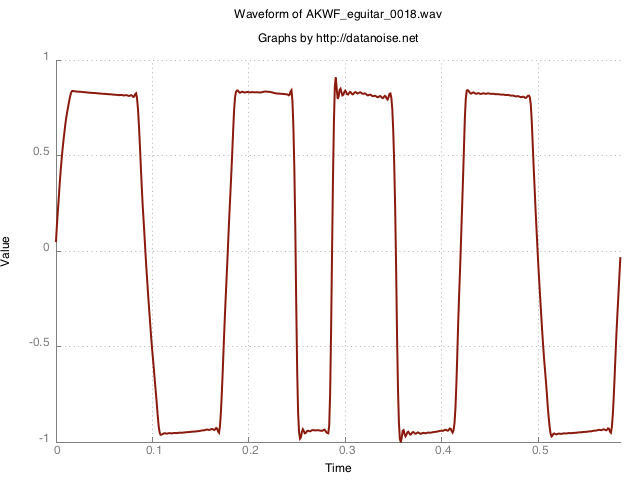 Waveform of AKWF_eguitar_0018.wav
Graphs by http://datanoise.net
1
0.5
0
-0.5
-1
Value
0
0.1
0.2
0.3
0.4
0.5
Time